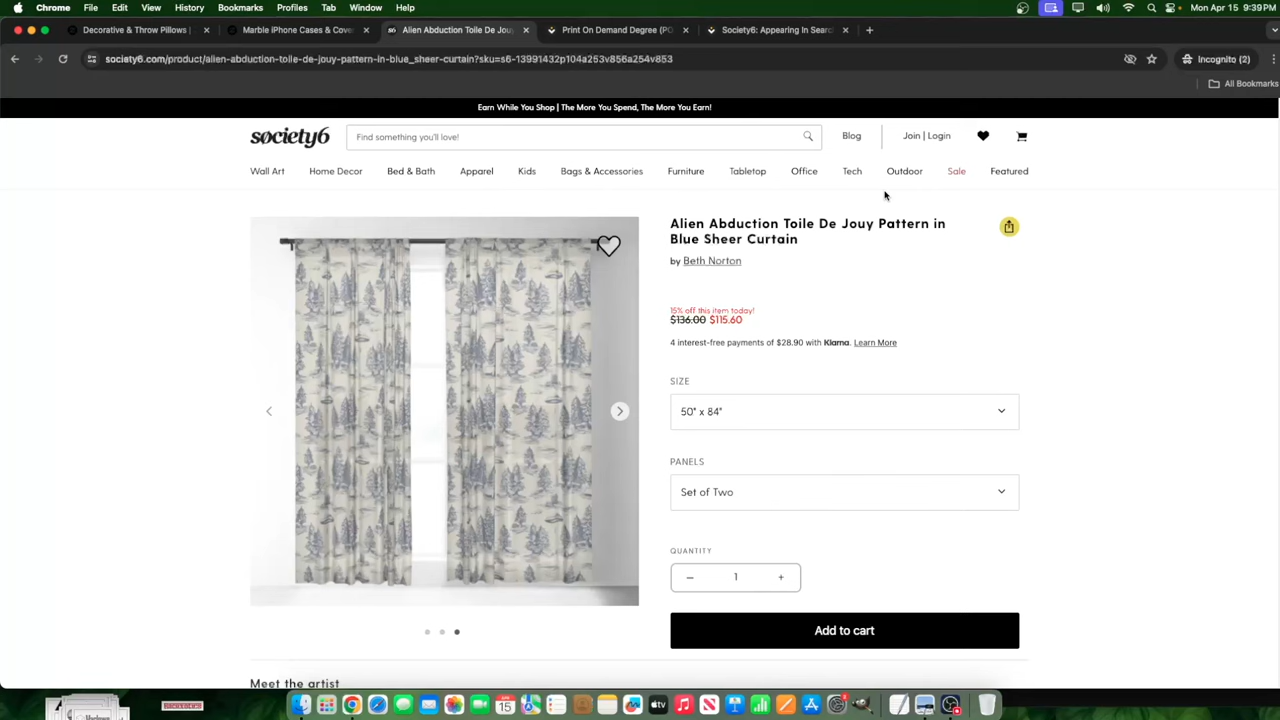 Chrome File Edit View History Bookmarks Profiles Tab Window Help Mon Apr 15 9:39PM
Decorative & Throw Pillows | Marble iPhone Cases & Cove Alien Abduction Toile De Jou Print On Demand Degree (PO Society6: Appearing In Sear
society6.com/product/alien-abduction-toile-de-jouy-pattern-in-blue_sheer-curtain?sku=s6-13991432p104a253v856a254v853 Incognito (2)
All Bookmarks
Earn While You Shop | The More You Spend, The More You Earn!
society6 Find something you'll love! Blog Join | Login
Wall Art Home Decor Bed & Bath Apparel Kids Bags & Accessories Furniture Tabletop Office Tech Outdoor Sale Featured
Alien Abduction Toile De Jouy Pattern in
Blue Sheer Curtain
by Beth Norton
15% off this item today!
$136.00 $115.60
4 interest-free payments of $28.90 with Klarna. Learn More
SIZE
50" x 84"
PANELS
Set of Two
QUANTITY
– 1 +
Add to cart
Meet the artist